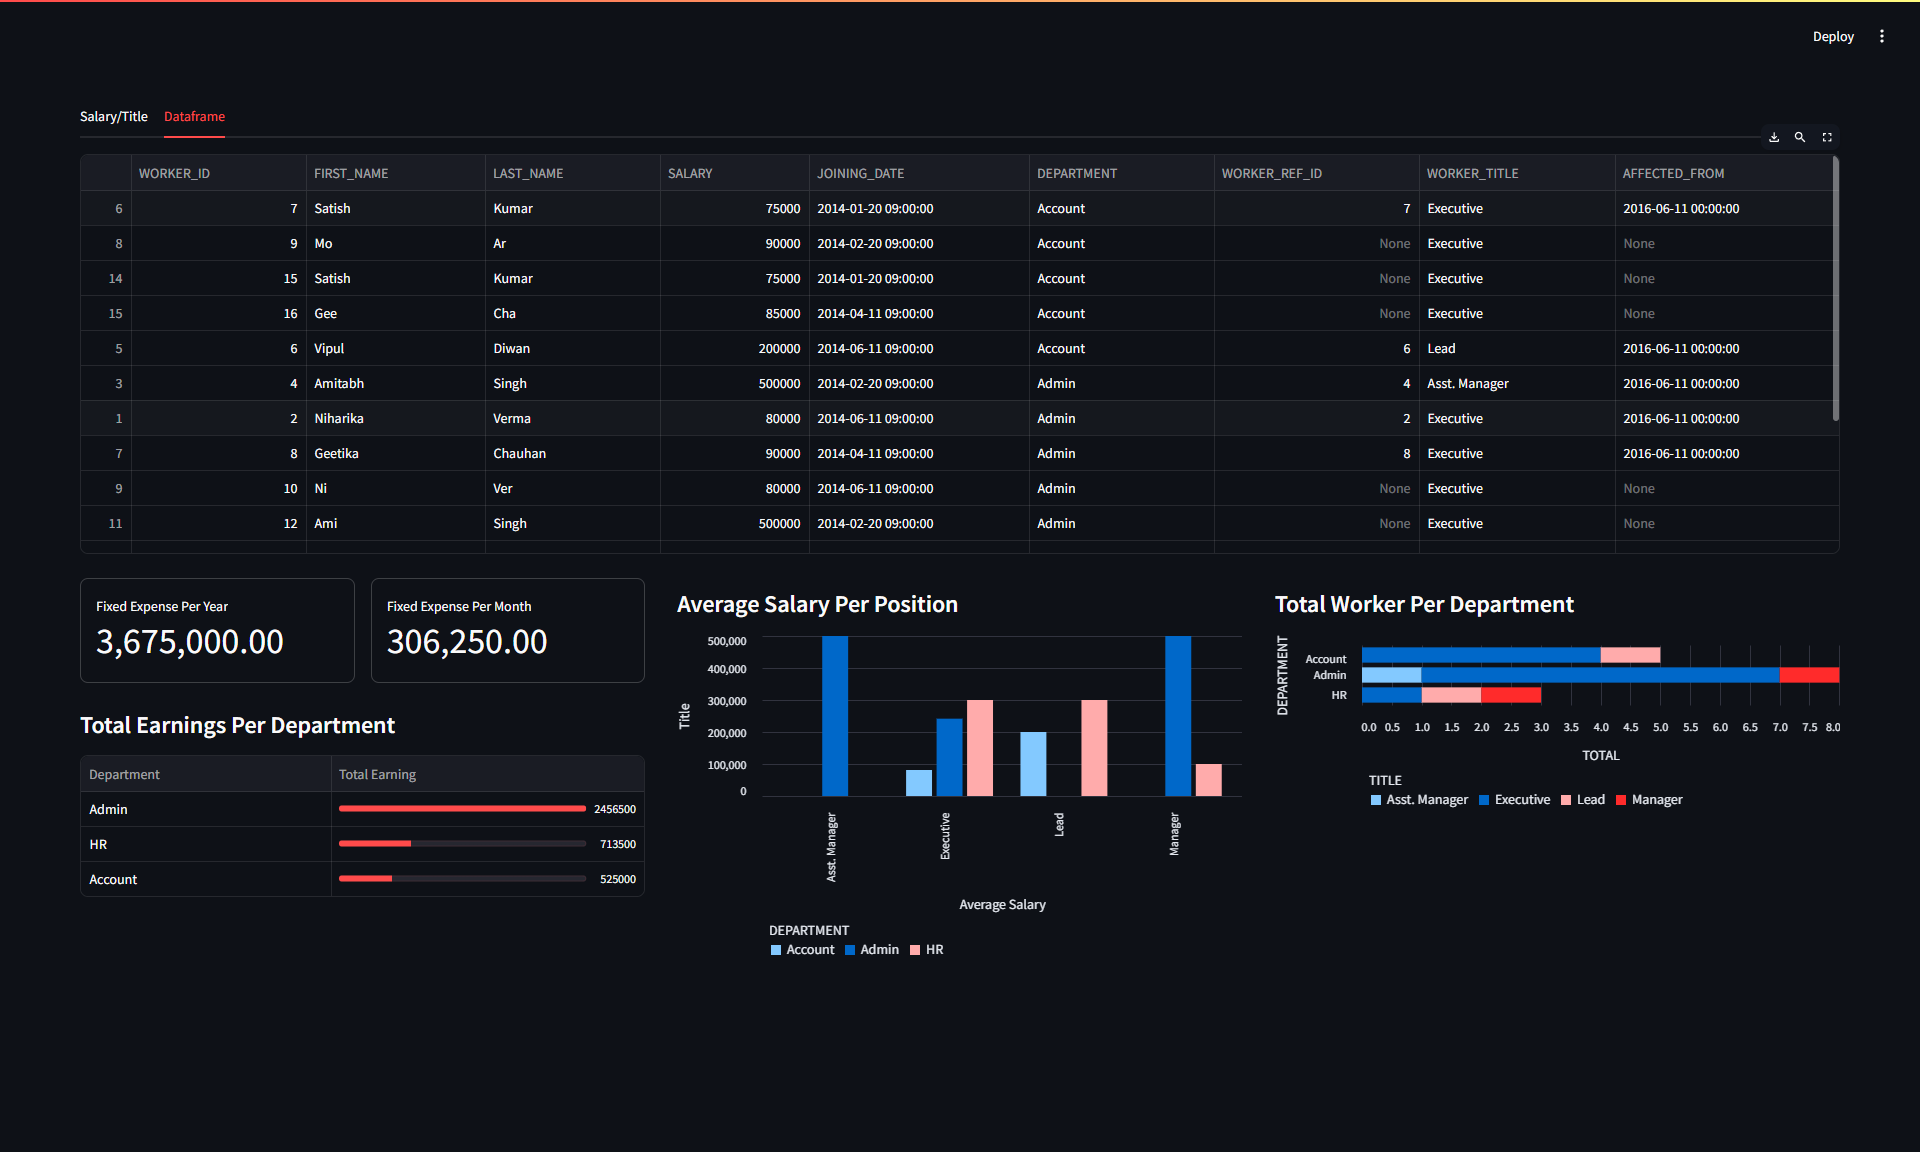 Deploy
Salary/Title Dataframe
WORKER_ID FIRST_NAME LAST_NAME SALARY JOINING_DATE DEPARTMENT WORKER_REF_ID WORKER_TITLE AFFECTED_FROM
6 7 Satish Kumar 75000 2014-01-20 09:00:00 Account 7 Executive 2016-06-11 00:00:00
8 9 Mo Ar 90000 2014-02-20 09:00:00 Account None Executive None
14 15 Satish Kumar 75000 2014-01-20 09:00:00 Account None Executive None
15 16 Gee Cha 85000 2014-04-11 09:00:00 Account None Executive None
5 6 Vipul Diwan 200000 2014-06-11 09:00:00 Account 6 Lead 2016-06-11 00:00:00
3 4 Amitabh Singh 500000 2014-02-20 09:00:00 Admin 4 Asst. Manager 2016-06-11 00:00:00
1 2 Niharika Verma 80000 2014-06-11 09:00:00 Admin 2 Executive 2016-06-11 00:00:00
7 8 Geetika Chauhan 90000 2014-04-11 09:00:00 Admin 8 Executive 2016-06-11 00:00:00
9 10 Ni Ver 80000 2014-06-11 09:00:00 Admin None Executive None
11 12 Ami Singh 500000 2014-02-20 09:00:00 Admin None Executive None
Fixed Expense Per Year
3,675,000.00
Fixed Expense Per Month
306,250.00
Total Earnings Per Department
Department Total Earning
Admin 2456500
HR 713500
Account 525000
Average Salary Per Position
Title
500,000
400,000
300,000
200,000
100,000
0
Asst. Manager
Executive
Lead
Manager
Average Salary
DEPARTMENT
Account Admin HR
Total Worker Per Department
DEPARTMENT
Account
Admin
HR
0.0 0.5 1.0 1.5 2.0 2.5 3.0 3.5 4.0 4.5 5.0 5.5 6.0 6.5 7.0 7.5 8.0
TOTAL
TITLE
Asst. Manager Executive Lead Manager